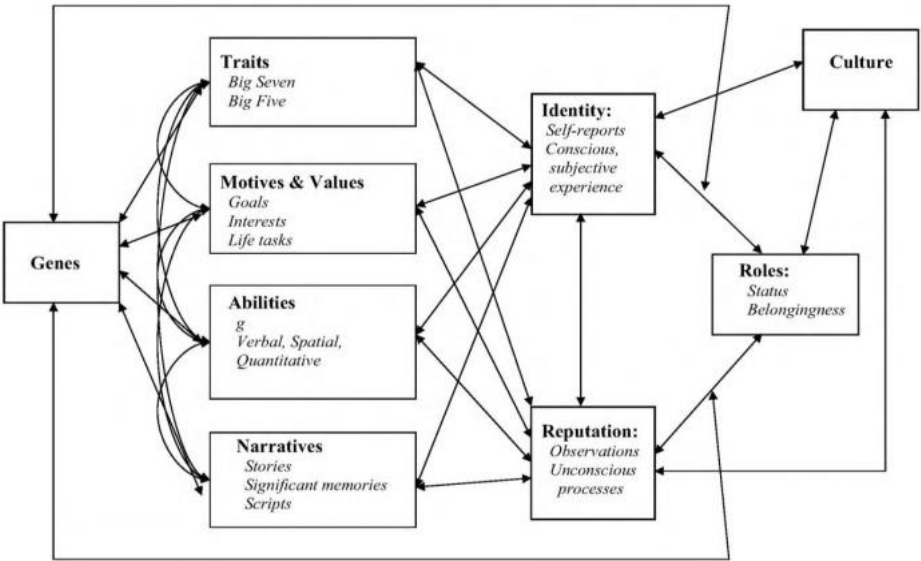 Genes
Traits
Big Seven
Big Five
Motives & Values
Goals
Interests
Life tasks
Abilities
g
Verbal, Spatial,
Quantitative
Narratives
Stories
Significant memories
Scripts
Identity:
Self-reports
Conscious,
subjective
experience
Reputation:
Observations
Unconscious
processes
Culture
Roles:
Status
Belongingness